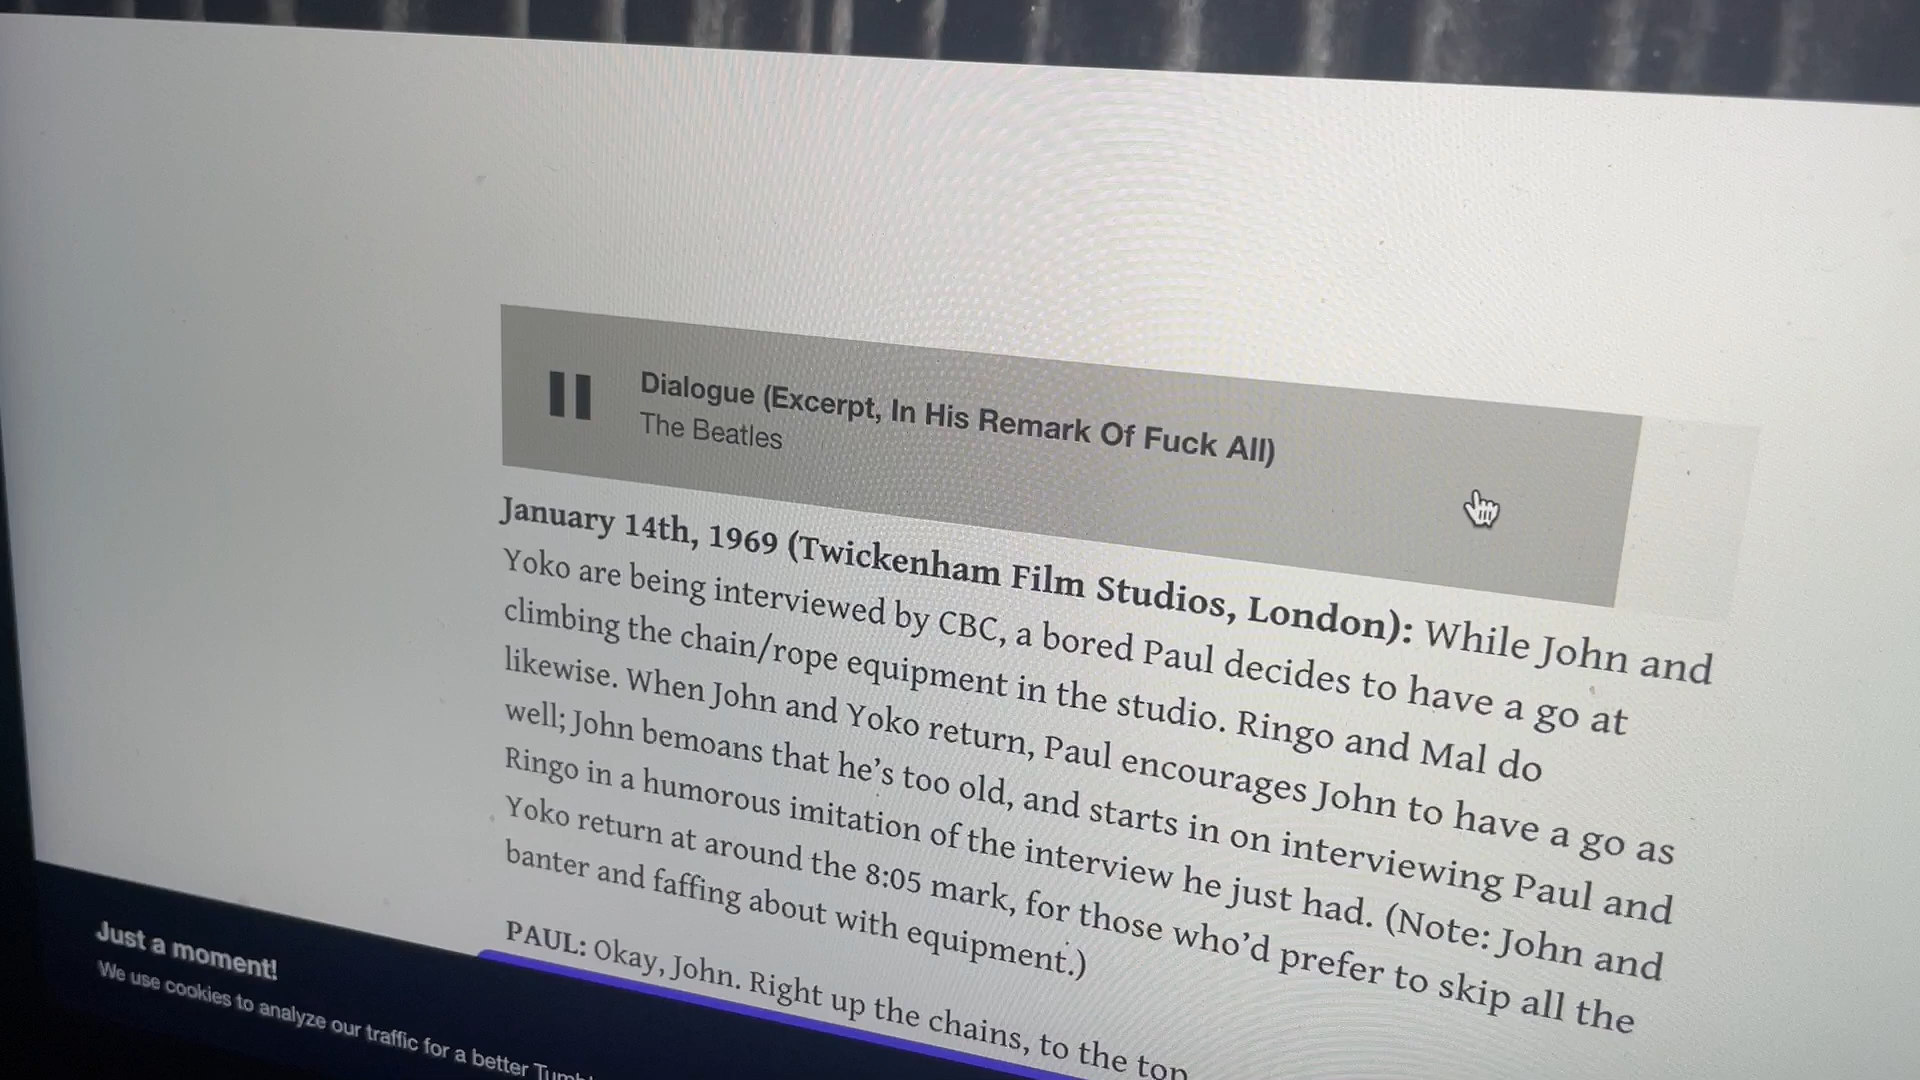 Dialogue (Excerpt, In His Remark Of Fuck All)
The Beatles
January 14th, 1969 (Twickenham Film Studios, London): While John and
Yoko are being interviewed by CBC, a bored Paul decides to have a go at
climbing the chain/rope equipment in the studio. Ringo and Mal do
likewise. When John and Yoko return, Paul encourages John to have a go as
well; John bemoans that he's too old, and starts in on interviewing Paul and
Ringo in a humorous imitation of the interview he just had. (Note: John and
Yoko return at around the 8:05 mark, for those who'd prefer to skip all the
banter and faffing about with equipment.)
PAUL: Okay, John. Right up the chains, to the top
Just a moment!
We use cookies to analyze our traffic for a better